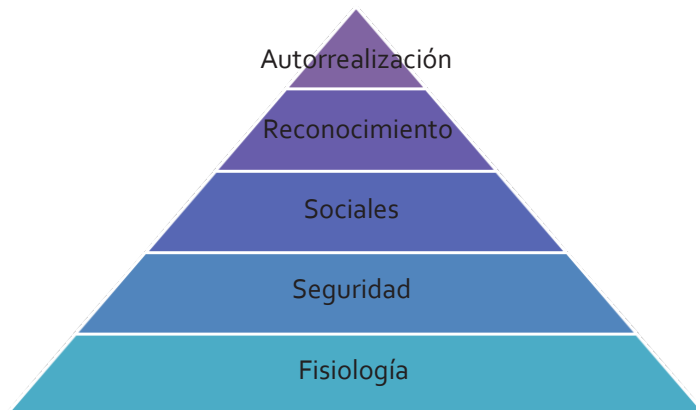 Autorrealización
Reconocimiento
Sociales
Seguridad
Fisiología